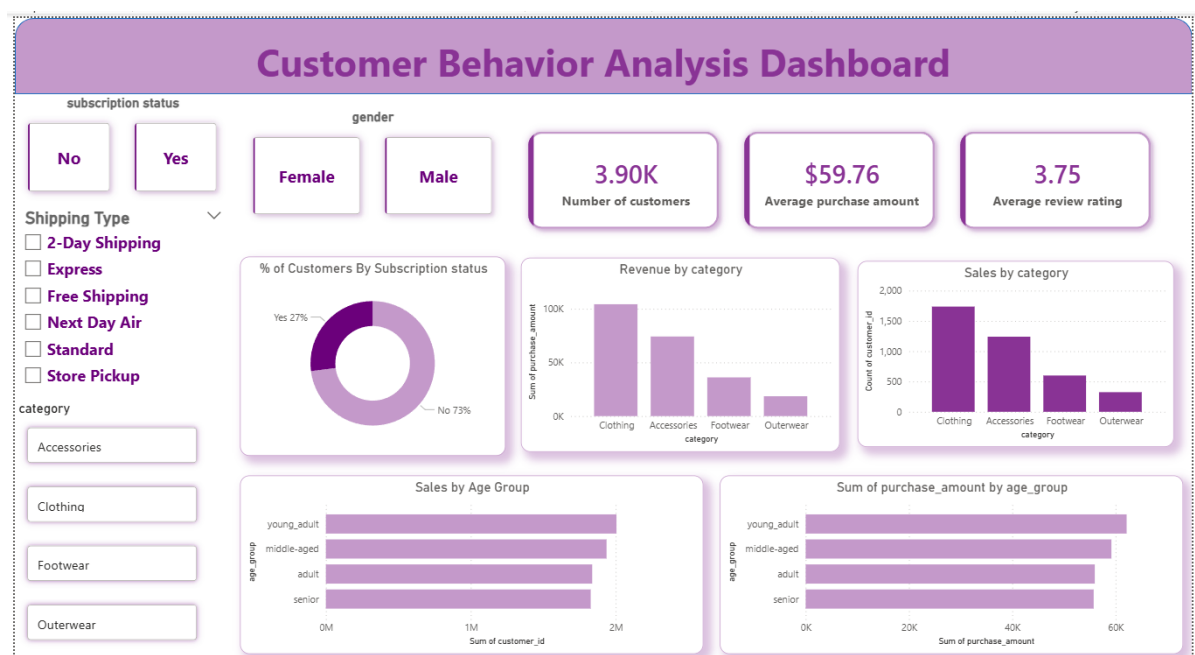 Customer Behavior Analysis Dashboard
subscription status
No
Yes
gender
Female
Male
3.90K
Number of customers
$59.76
Average purchase amount
3.75
Average review rating
Shipping Type
2-Day Shipping
Express
Free Shipping
Next Day Air
Standard
Store Pickup
category
Accessories
Clothing
Footwear
Outerwear
% of Customers By Subscription status
Yes 27%
No 73%
Revenue by category
Sum of purchase_amount
100K
50K
0K
Clothing
Accessories
Footwear
Outerwear
category
Sales by category
Count of customer_id
2,000
1,500
1,000
500
0
Clothing
Accessories
Footwear
Outerwear
category
Sales by Age Group
age_group
young_adult
middle-aged
adult
senior
0M
1M
2M
Sum of customer_id
Sum of purchase_amount by age_group
age_group
young_adult
middle-aged
adult
senior
0K
20K
40K
60K
Sum of purchase_amount